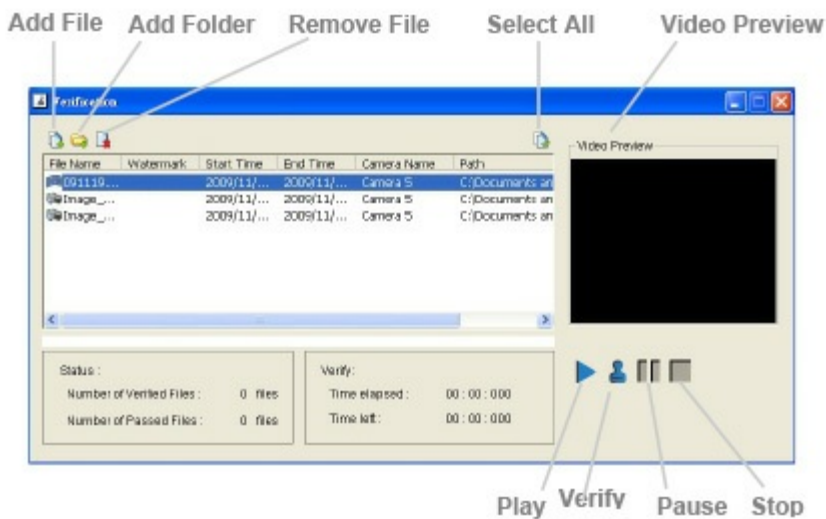 Add File Add Folder Remove File Select All Video Preview
Verification
File Name Watermark Start Time End Time Camera Name Path
091119... 2009/11/... 2009/11/... Camera 5 C:\Documents an
Image_... 2009/11/... 2009/11/... Camera 5 C:\Documents an
Image_... 2009/11/... 2009/11/... Camera 5 C:\Documents an
Video Preview
Status :
Number of Verified Files : 0 files
Number of Passed Files : 0 files
Verify:
Time elapsed : 00 : 00 : 000
Time left : 00 : 00 : 000
Play Verify Pause Stop